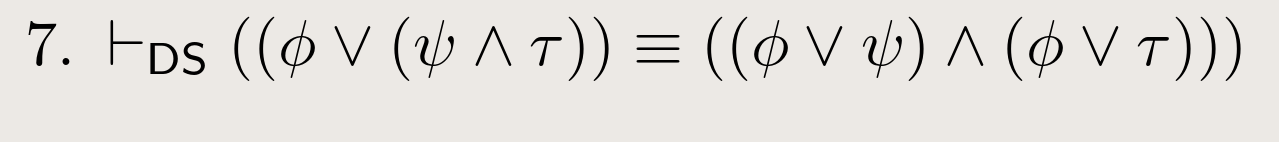 7. ⊢DS ((ϕ ∨ (ψ ∧ τ)) ≡ ((ϕ ∨ ψ) ∧ (ϕ ∨ τ)))